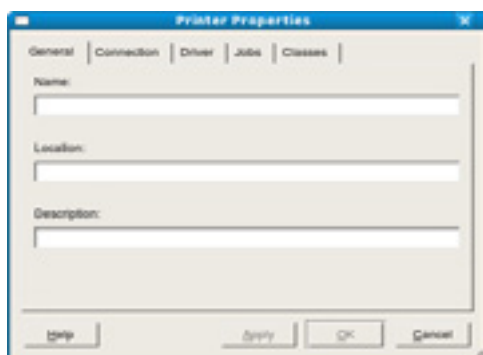 Printer Properties
General Connection Driver Jobs Classes
Name:
Location:
Description:
Help Apply OK Cancel